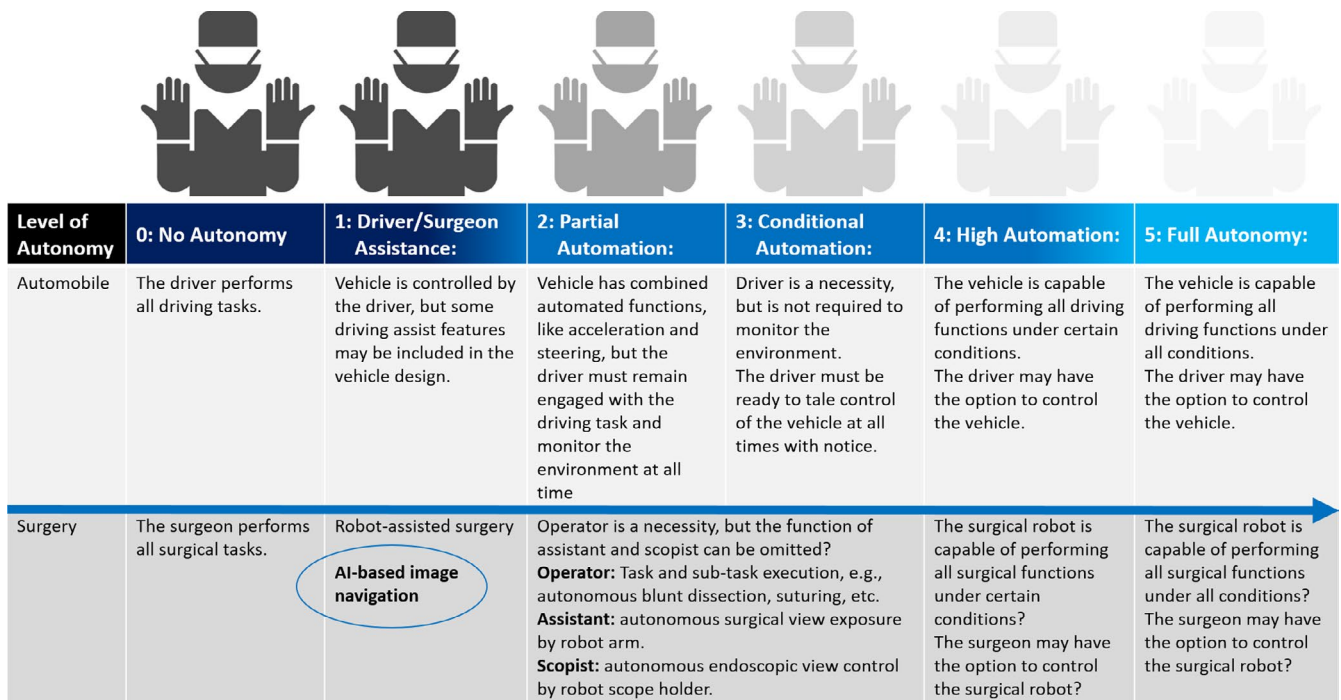 Level of
Autonomy
0: No Autonomy
1: Driver/Surgeon
Assistance:
2: Partial
Automation:
3: Conditional
Automation:
4: High Automation:
5: Full Autonomy:
Automobile
The driver performs
all driving tasks.
Vehicle is controlled by
the driver, but some
driving assist features
may be included in the
vehicle design.
Vehicle has combined
automated functions,
like acceleration and
steering, but the
driver must remain
engaged with the
driving task and
monitor the
environment at all
time
Driver is a necessity,
but is not required to
monitor the
environment.
The driver must be
ready to tale control
of the vehicle at all
times with notice.
The vehicle is capable
of performing all driving
functions under certain
conditions.
The driver may have
the option to control
the vehicle.
The vehicle is capable
of performing all
driving functions under
all conditions.
The driver may have
the option to control
the vehicle.
Surgery
The surgeon performs
all surgical tasks.
Robot-assisted surgery
AI-based image
navigation
Operator is a necessity, but the function of
assistant and scopist can be omitted?
Operator: Task and sub-task execution, e.g.,
autonomous blunt dissection, suturing, etc.
Assistant: autonomous surgical view exposure
by robot arm.
Scopist: autonomous endoscopic view control
by robot scope holder.
The surgical robot is
capable of performing
all surgical functions
under certain
conditions?
The surgeon may have
the option to control
the surgical robot?
The surgical robot is
capable of performing
all surgical functions
under all conditions?
The surgeon may have
the option to control
the surgical robot?